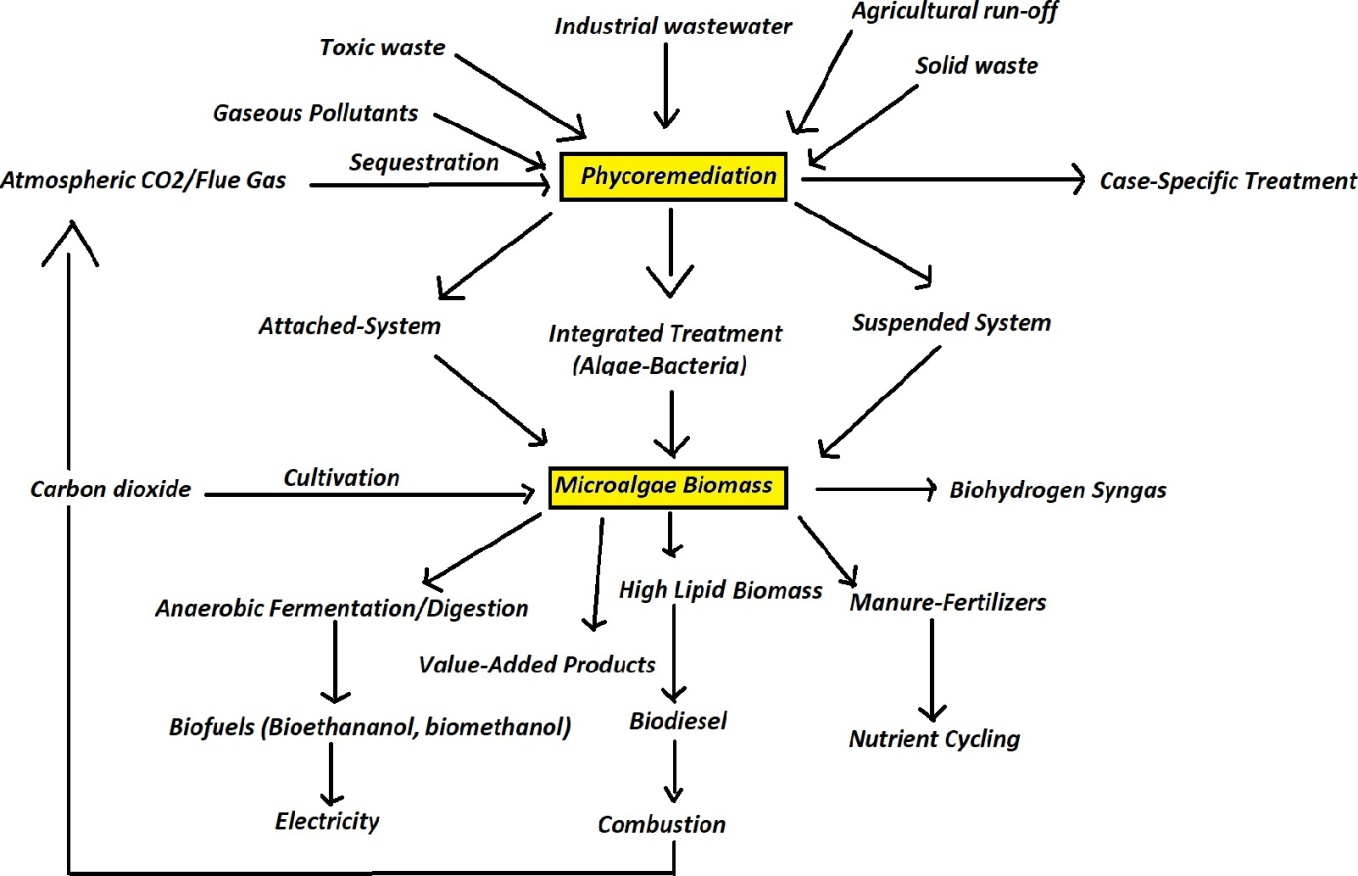 Agricultural run-off
Industrial wastewater
Toxic waste
Solid waste
Gaseous Pollutants
Sequestration
Atmospheric CO2/Flue Gas
Phycoremediation
Case-Specific Treatment
Attached-System
Integrated Treatment
(Algae-Bacteria)
Suspended System
Carbon dioxide
Cultivation
Microalgae Biomass
Biohydrogen Syngas
Anaerobic Fermentation/Digestion
High Lipid Biomass
Manure-Fertilizers
Value-Added Products
Biofuels (Bioethananol, biomethanol)
Biodiesel
Nutrient Cycling
Electricity
Combustion